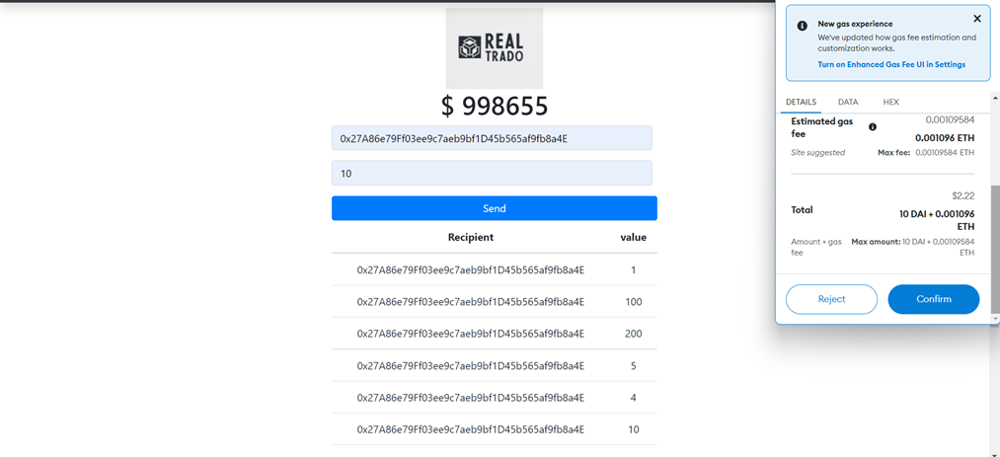 REAL
TRADO
$ 998655
0x27A86e79Ff03ee9c7aeb9bf1D45b565af9fb8a4E
10
Send
Recipient value
0x27A86e79Ff03ee9c7aeb9bf1D45b565af9fb8a4E 1
0x27A86e79Ff03ee9c7aeb9bf1D45b565af9fb8a4E 100
0x27A86e79Ff03ee9c7aeb9bf1D45b565af9fb8a4E 200
0x27A86e79Ff03ee9c7aeb9bf1D45b565af9fb8a4E 5
0x27A86e79Ff03ee9c7aeb9bf1D45b565af9fb8a4E 4
0x27A86e79Ff03ee9c7aeb9bf1D45b565af9fb8a4E 10
New gas experience
We've updated how gas fee estimation and
customization works.
Turn on Enhanced Gas Fee UI in Settings
DETAILS DATA HEX
Estimated gas 0.00109584
fee 0.001096 ETH
Site suggested Max fee: 0.00109584 ETH
$2.22
Total 10 DAI + 0.001096
ETH
Amount + gas Max amount: 10 DAI + 0.00109584
fee ETH
Reject Confirm